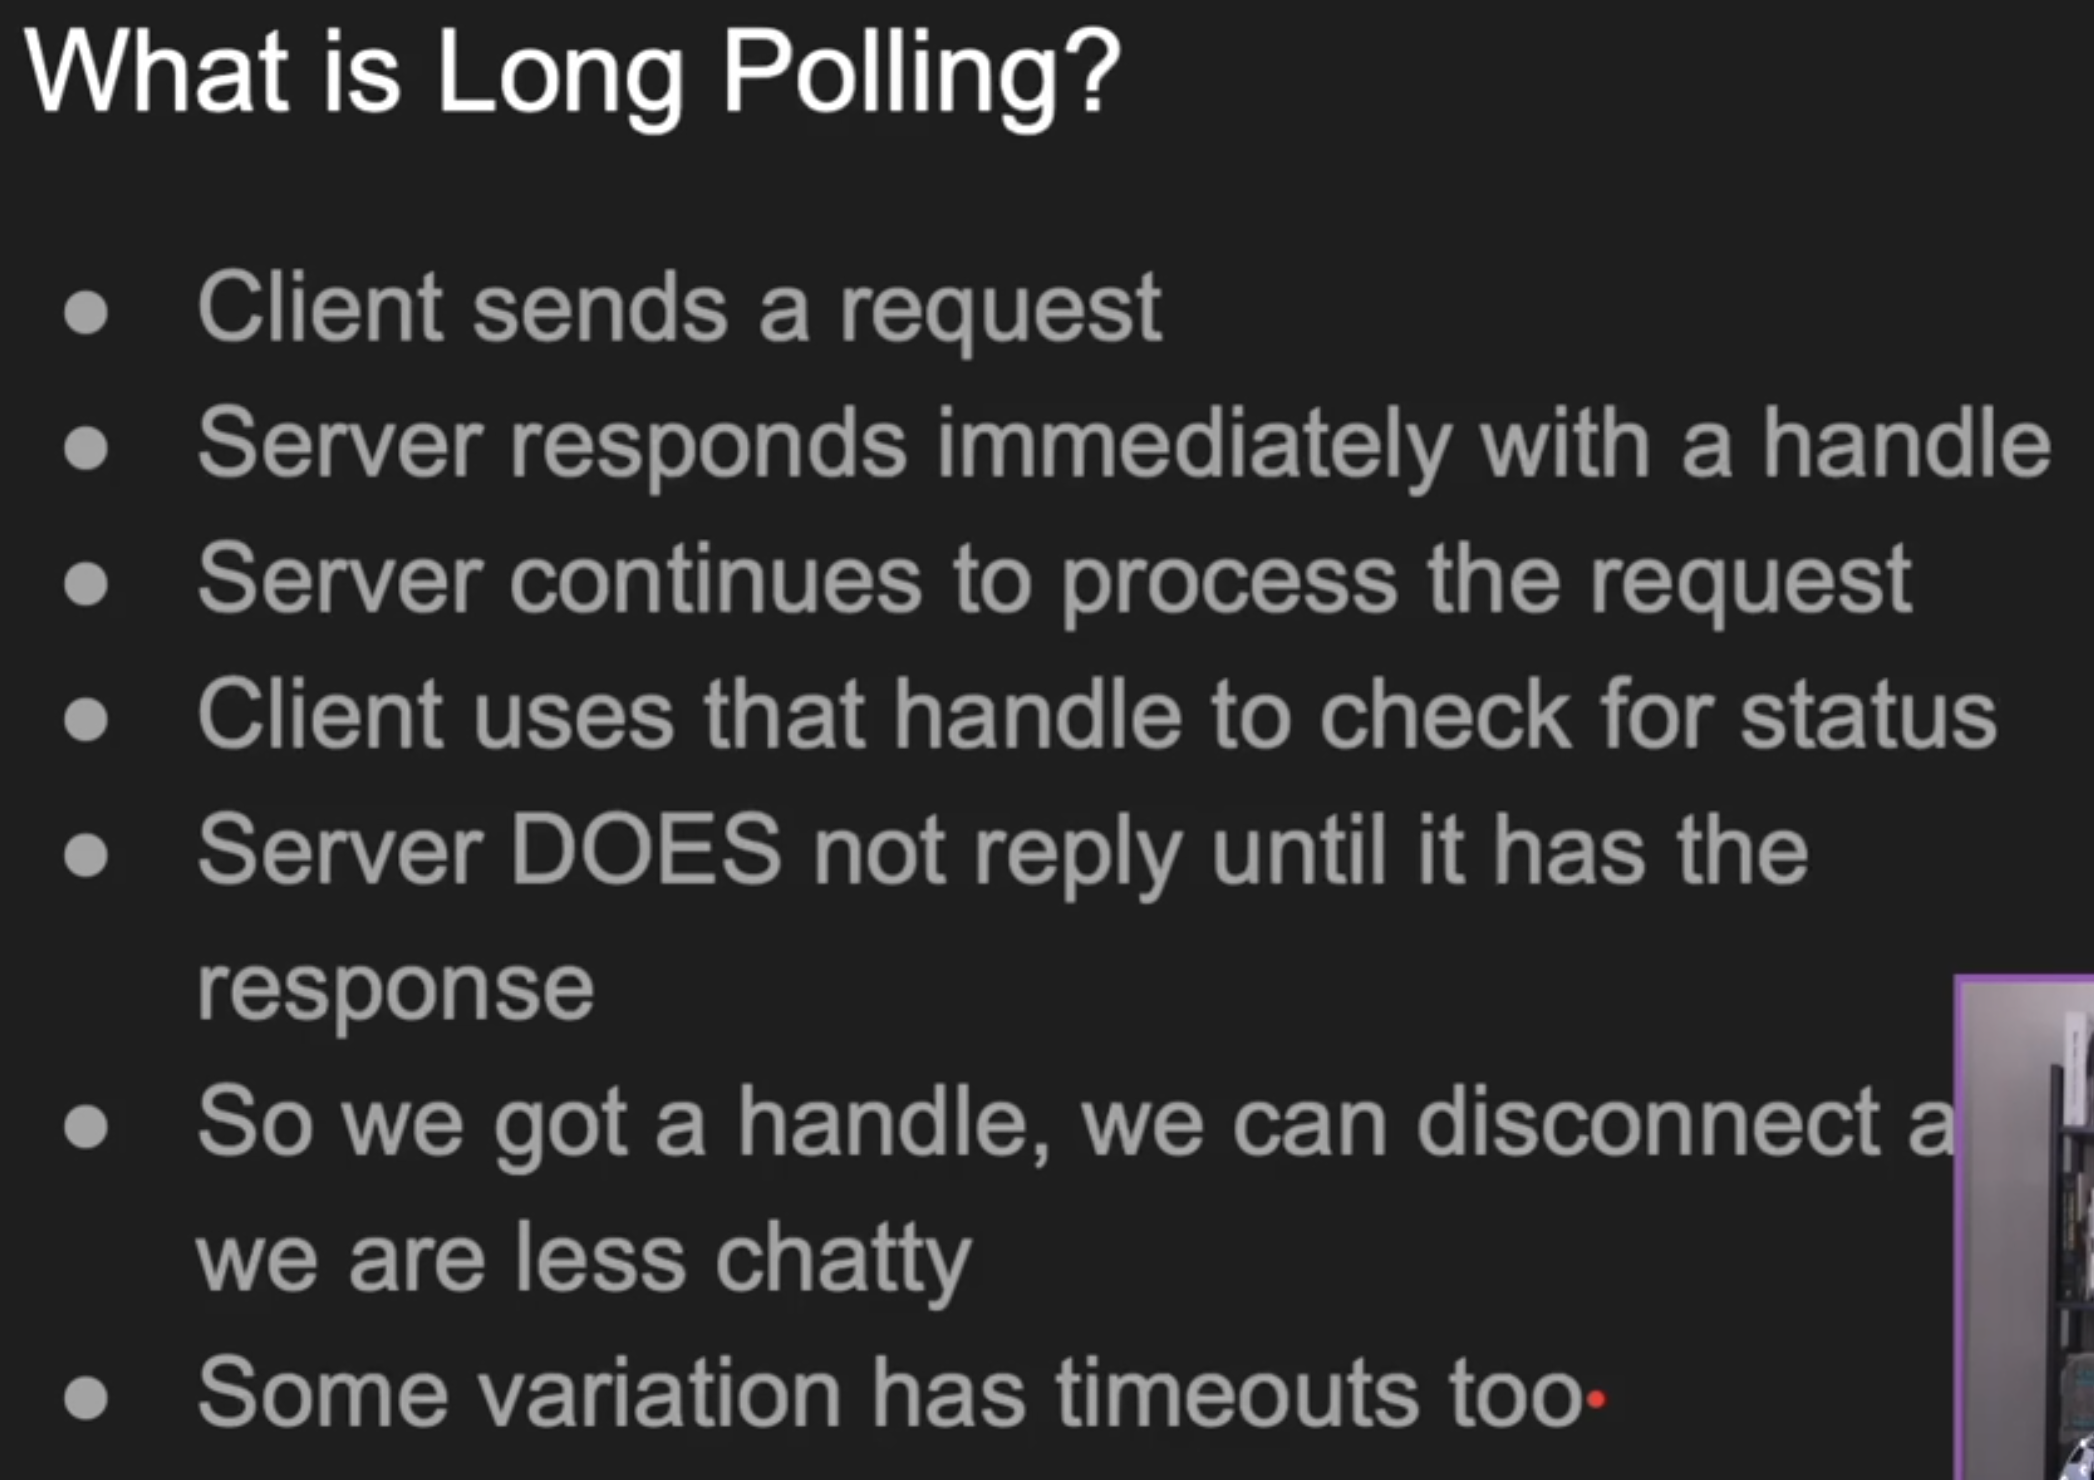 What is Long Polling?
● Client sends a request
● Server responds immediately with a handle
● Server continues to process the request
● Client uses that handle to check for status
● Server DOES not reply until it has the
response
● So we got a handle, we can disconnect
we are less chatty
● Some variation has timeouts too